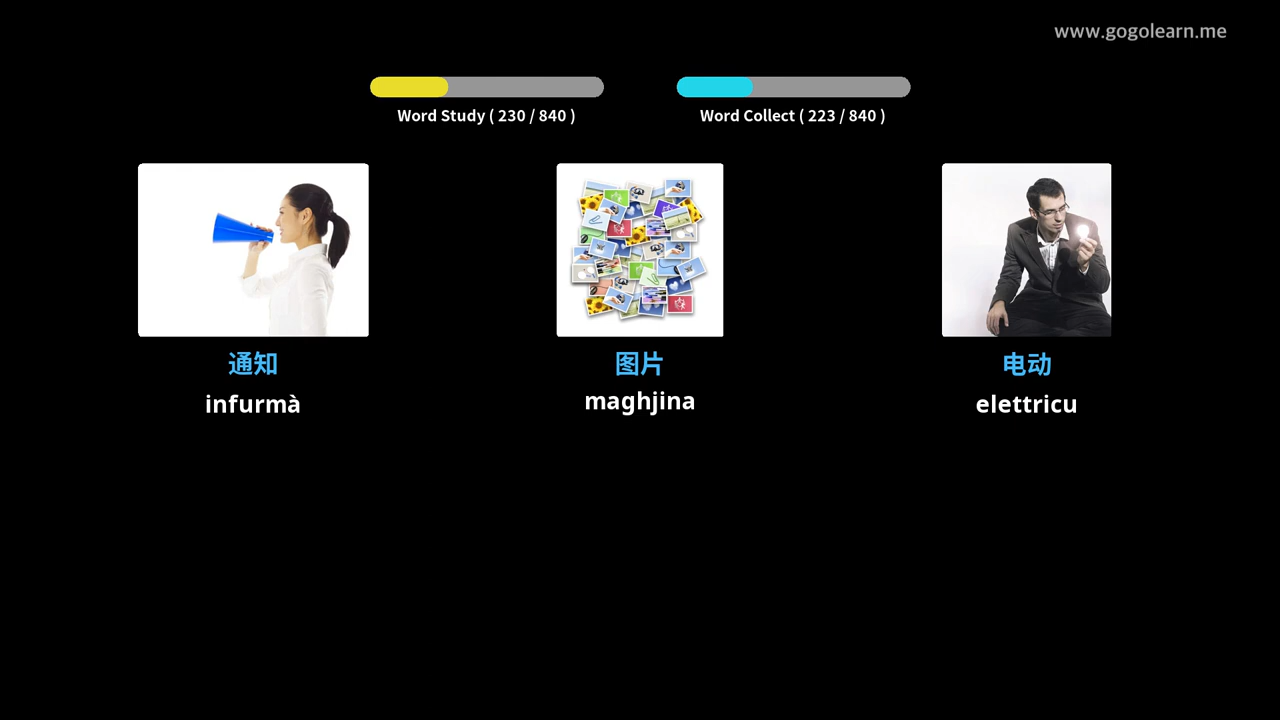 www.gogolearn.me
Word Study ( 230 / 840 )
Word Collect ( 223 / 840 )
通知
infurmà
图片
maghjina
电动
elettricu